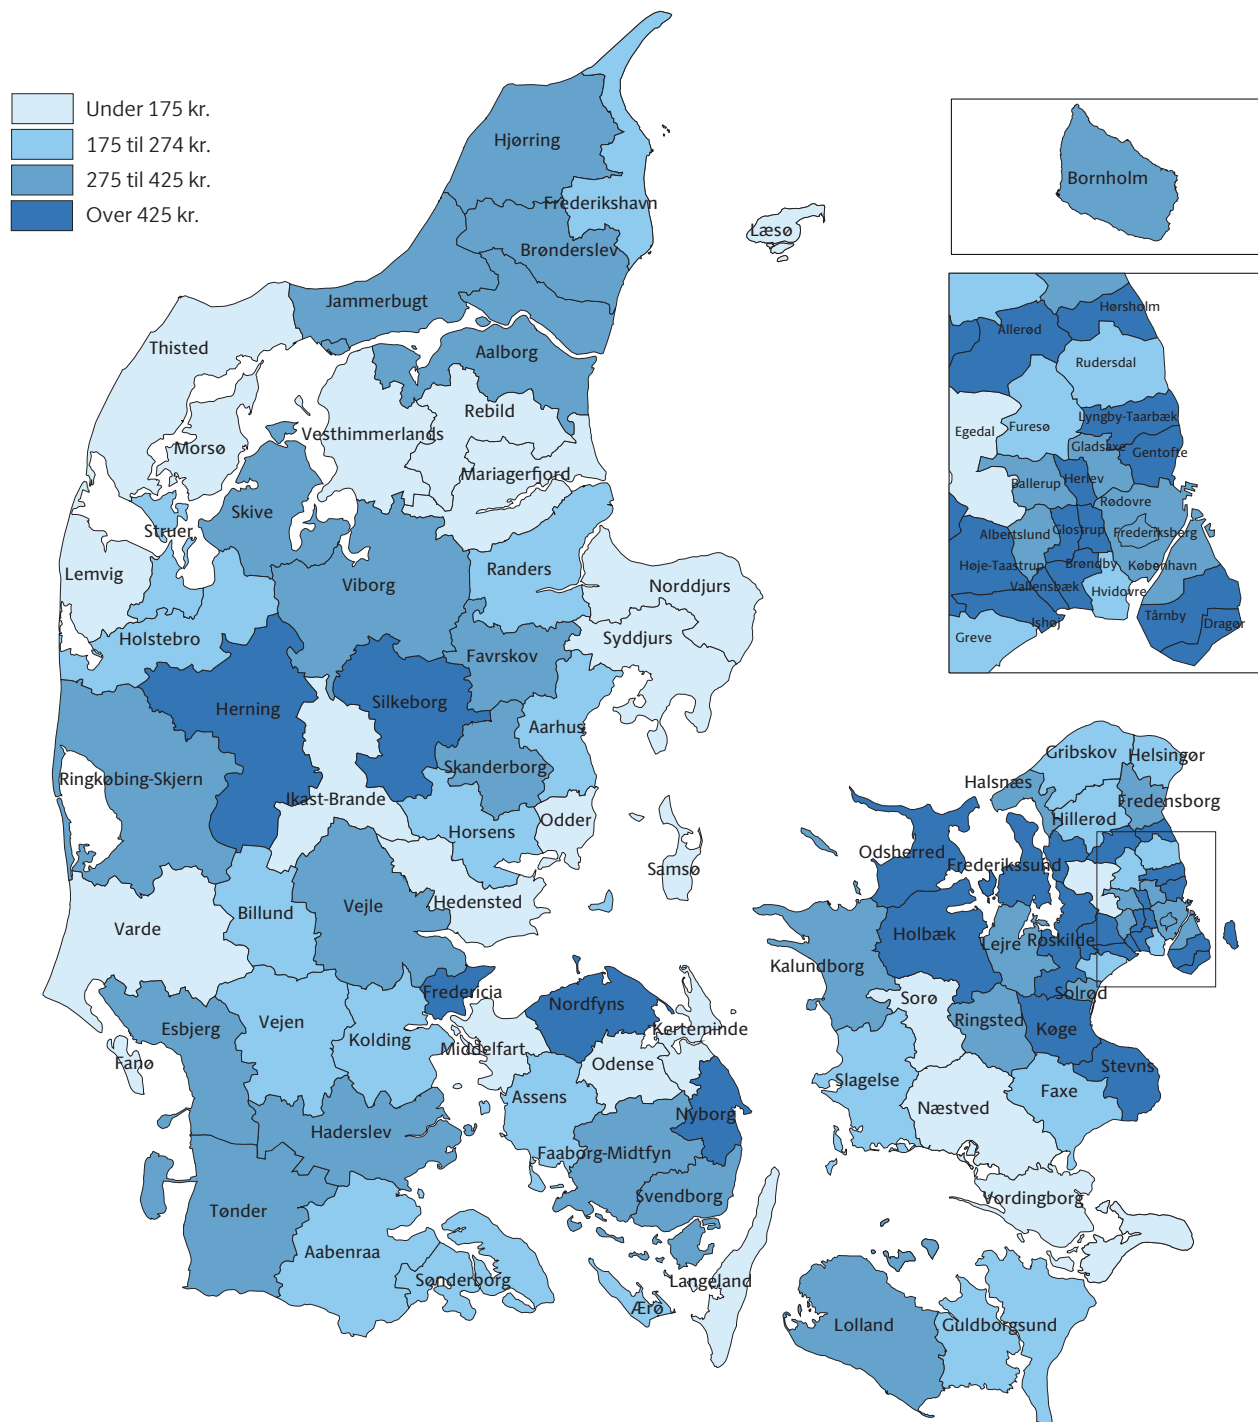 Under 175 kr.
175 til 274 kr.
275 til 425 kr.
Over 425 kr.
Hjørring
Frederikshavn
Læsø
Brønderslev
Jammerbugt
Thisted
Aalborg
Rebild
Vesthimmerlands
Morsø
Mariagerfjord
Skive
Struer
Lemvig
Viborg
Randers
Norddjurs
Holstebro
Syddjurs
Favrskov
Herning
Silkeborg
Aarhus
Skanderborg
Ringkøbing-Skjern
Ikast-Brande
Horsens
Odder
Samsø
Hedensted
Billund
Vejle
Varde
Fredericia
Nordfyns
Kerteminde
Esbjerg
Vejen
Kolding
Middelfart
Odense
Fanø
Assens
Nyborg
Haderslev
Faaborg-Midtfyn
Svendborg
Tønder
Aabenraa
Sønderborg
Langeland
Ærø
Bornholm
Hørsholm
Allerød
Rudersdal
Lyngby-Taarbæk
Egedal
Furesø
Gladsaxe
Gentofte
Ballerup
Herlev
Rødovre
Albertslund
Glostrup
Frederiksberg
Høje-Taastrup
Brøndby
København
Vallensbæk
Hvidovre
Ishøj
Tårnby
Dragør
Greve
Gribskov
Helsingør
Halsnæs
Fredensborg
Hillerød
Odsherred
Frederikssund
Holbæk
Lejre
Roskilde
Kalundborg
Solrød
Sorø
Ringsted
Køge
Stevns
Slagelse
Næstved
Faxe
Vordingborg
Lolland
Guldborgsund